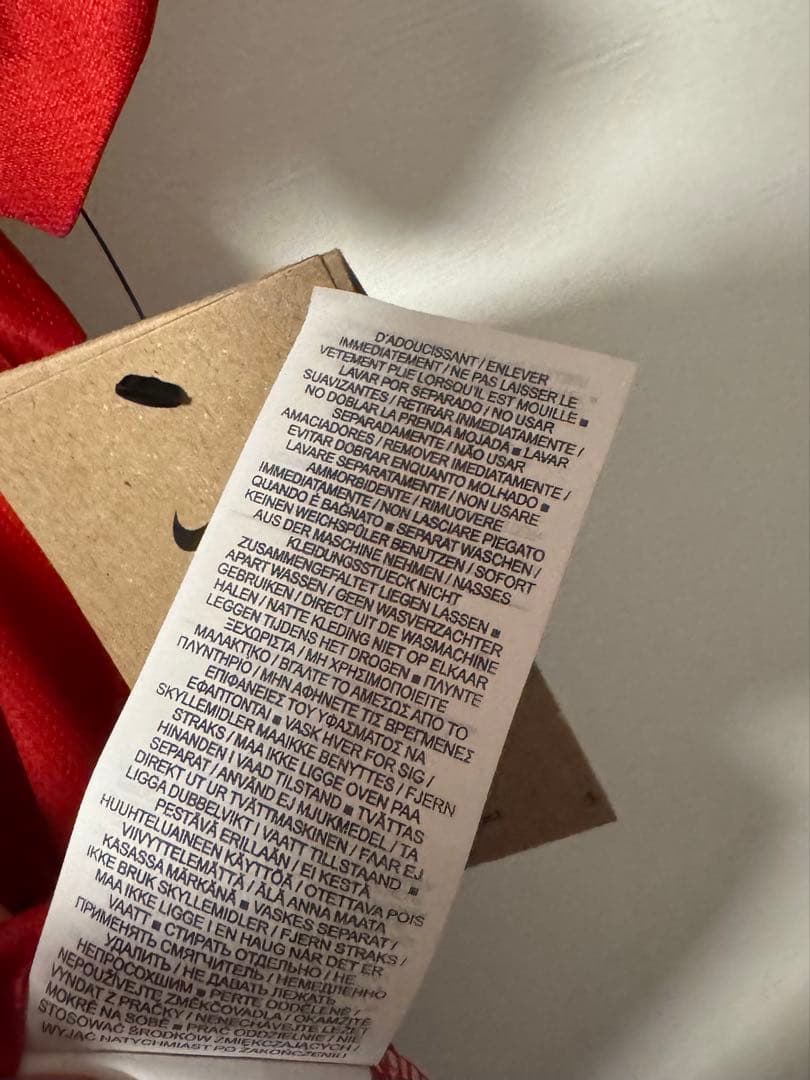 D'ADOUCISSANT / ENLEVER
IMMEDIATEMENT / NE PAS LAISSER LE
VETEMENT PLIE LORSQU'IL EST MOUILLE ■
LAVAR POR SEPARADO / NO USAR
SUAVIZANTES / RETIRAR INMEDIATAMENTE /
NO DOBLAR LA PRENDA MOJADA ■ LAVAR
SEPARADAMENTE / NÃO USAR
AMACIADORES / REMOVER IMEDIATAMENTE /
EVITAR DOBRAR ENQUANTO MOLHADO ■
LAVARE SEPARATAMENTE / NON USARE
AMMORBIDENTE / RIMUOVERE
IMMEDIATAMENTE / NON LASCIARE PIEGATO
QUANDO È BAGNATO ■ SEPARAT WASCHEN /
KEINEN WEICHSPÜLER BENUTZEN / SOFORT
AUS DER MASCHINE NEHMEN / NASSES
KLEIDUNGSSTUECK NICHT
ZUSAMMENGEFALTET LIEGEN LASSEN ■
APART WASSEN / GEEN WASVERZACHTER
GEBRUIKEN / DIRECT UIT DE WASMACHINE
HALEN / NATTE KLEDING NIET OP ELKAAR
LEGGEN TIJDENS HET DROGEN ■ ΠΛΥΝΤΕ
ΞΕΧΩΡΙΣΤΑ / ΜΗ ΧΡΗΣΙΜΟΠΟΙΕΙΤΕ
ΜΑΛΑΚΤΙΚΟ / ΒΓΑΛΤΕ ΤΟ ΑΜΕΣΩΣ ΑΠΟ ΤΟ
ΠΛΥΝΤΗΡΙΟ / ΜΗΝ ΑΦΗΝΕΤΕ ΤΙΣ ΒΡΕΓΜΕΝΕΣ
ΕΠΙΦΑΝΕΙΕΣ ΤΟΥ ΥΦΑΣΜΑΤΟΣ ΝΑ
ΕΦΑΠΤΟΝΤΑΙ ■ VASK HVER FOR SIG /
SKYLLEMIDLER MAAIKKE BENYTTES / FJERN
STRAKS / MAA IKKE LIGGE OVEN PAA
HINANDEN I VAAD TILSTAND ■ TVÄTTAS
SEPARAT / ANVÄND EJ MJUKMEDEL / TA
DIREKT UT UR TVÄTTMASKINEN / FAAR EJ
LIGGA DUBBELVIKT I VAATT TILLSTAAND ■
PESTÄVÄ ERILLÄÄN / EI KESTÄ
HUUHTELUAINEEN KÄYTTÖÄ / OTETTAVA POIS
VIIVYTTELEMÄTTÄ / ÄLÄ ANNA MAATA
KASASSA MÄRKÄNÄ ■ VASKES SEPARAT /
IKKE BRUK SKYLLEMIDLER / FJERN STRAKS /
MAA IKKE LIGGE I EN HAUG NÅR DET ER
VAATT ■ СТИРАТЬ ОТДЕЛЬНО / НЕ
ПРИМЕНЯТЬ СМЯГЧИТЕЛЬ / НЕМЕДЛЕННО
УДАЛИТЬ / НЕ ДАВАТЬ ЛЕЖАТЬ
НЕПРОСОХШИМ ■ PERTE ODDĚLENĚ /
NEPOUŽÍVEJTE ZMĚKČOVADLA / OKAMŽITĚ
VYNDAT Z PRAČKY / NENECHÁVEJTE LEŽET
MOKRÉ NA SOBĚ ■ PRAĆ ODDZIELNIE / NIE
STOSOWAĆ ŚRODKÓW ZMIĘKCZAJĄCYCH /
WYJĄĆ NATYCHMIAST PO ZAKOŃCZENIU